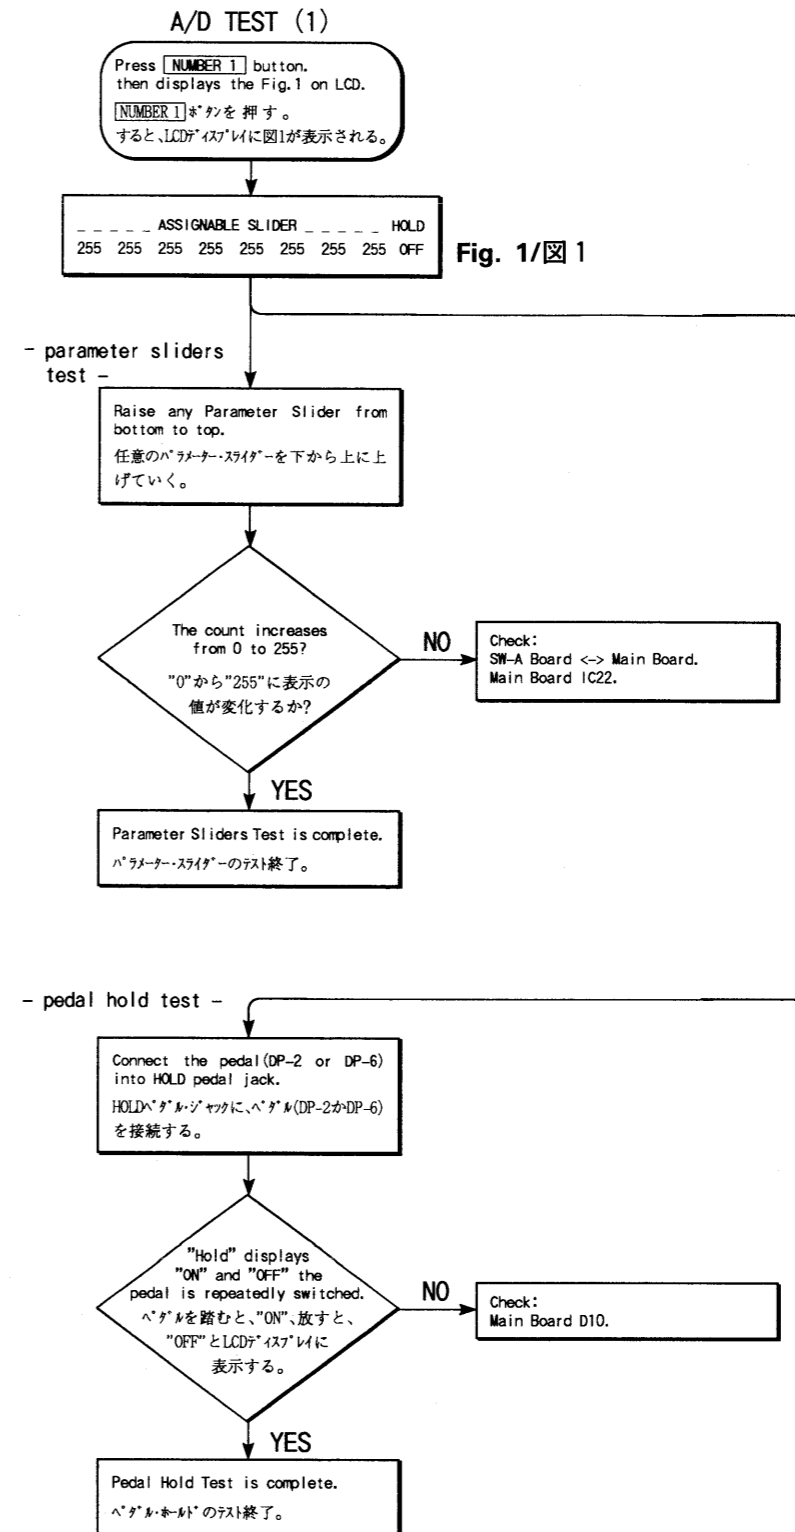 A/D TEST (1)
Press NUMBER 1 button.
then displays the Fig.1 on LCD.
NUMBER 1 ﾎﾞﾀﾝを押す。
すると、LCDﾃﾞｨｽﾌﾟﾚｲに図1が表示される。
_ _ _ _ _ ASSIGNABLE SLIDER _ _ _ _ _ HOLD
255 255 255 255 255 255 255 255 OFF
Fig. 1/図 1
- parameter sliders
test -
Raise any Parameter Slider from
bottom to top.
任意のﾊﾟﾗﾒｰﾀｰ･ｽﾗｲﾀﾞｰを下から上に上
げていく。
The count increases
from 0 to 255?
"0"から"255"に表示の
値が変化するか?
NO
Check:
SW-A Board <-> Main Board.
Main Board IC22.
YES
Parameter Sliders Test is complete.
ﾊﾟﾗﾒｰﾀｰ･ｽﾗｲﾀﾞｰのﾃｽﾄ終了。
- pedal hold test -
Connect the pedal(DP-2 or DP-6)
into HOLD pedal jack.
HOLDﾍﾟﾀﾞﾙ･ｼﾞｬｯｸに、ﾍﾟﾀﾞﾙ(DP-2かDP-6)
を接続する。
"Hold" displays
"ON" and "OFF" the
pedal is repeatedly switched.
ﾍﾟﾀﾞﾙを踏むと、"ON"、放すと、
"OFF"とLCDﾃﾞｨｽﾌﾟﾚｲに
表示する。
NO
Check:
Main Board D10.
YES
Pedal Hold Test is complete.
ﾍﾟﾀﾞﾙ･ﾎｰﾙﾄﾞのﾃｽﾄ終了。